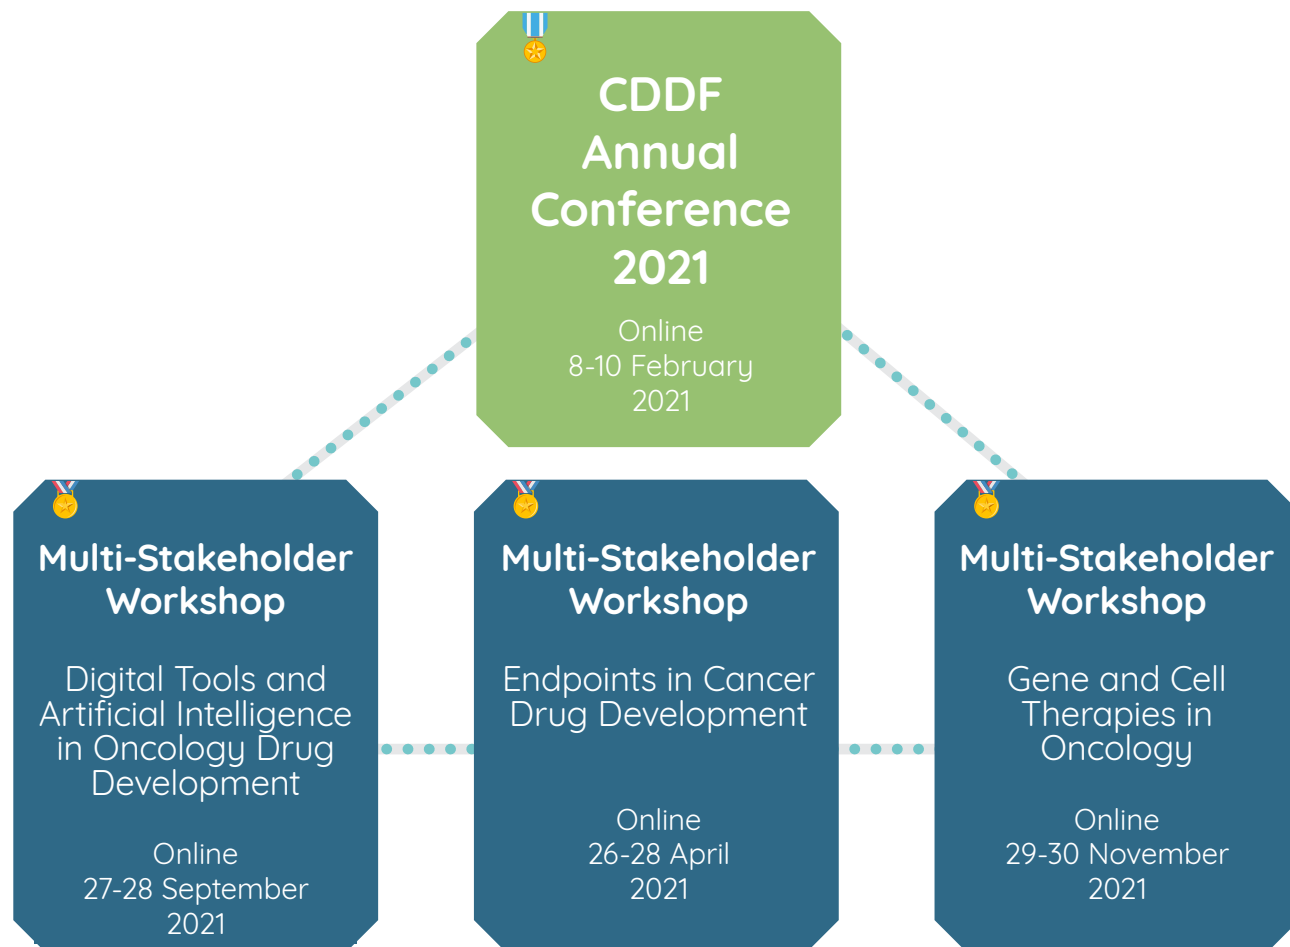 CDDF
Annual
Conference
2021
Online
8-10 February
2021
Multi-Stakeholder
Workshop
Digital Tools and
Artificial Intelligence
in Oncology Drug
Development
Online
27-28 September
2021
Multi-Stakeholder
Workshop
Endpoints in Cancer
Drug Development
Online
26-28 April
2021
Multi-Stakeholder
Workshop
Gene and Cell
Therapies in
Oncology
Online
29-30 November
2021